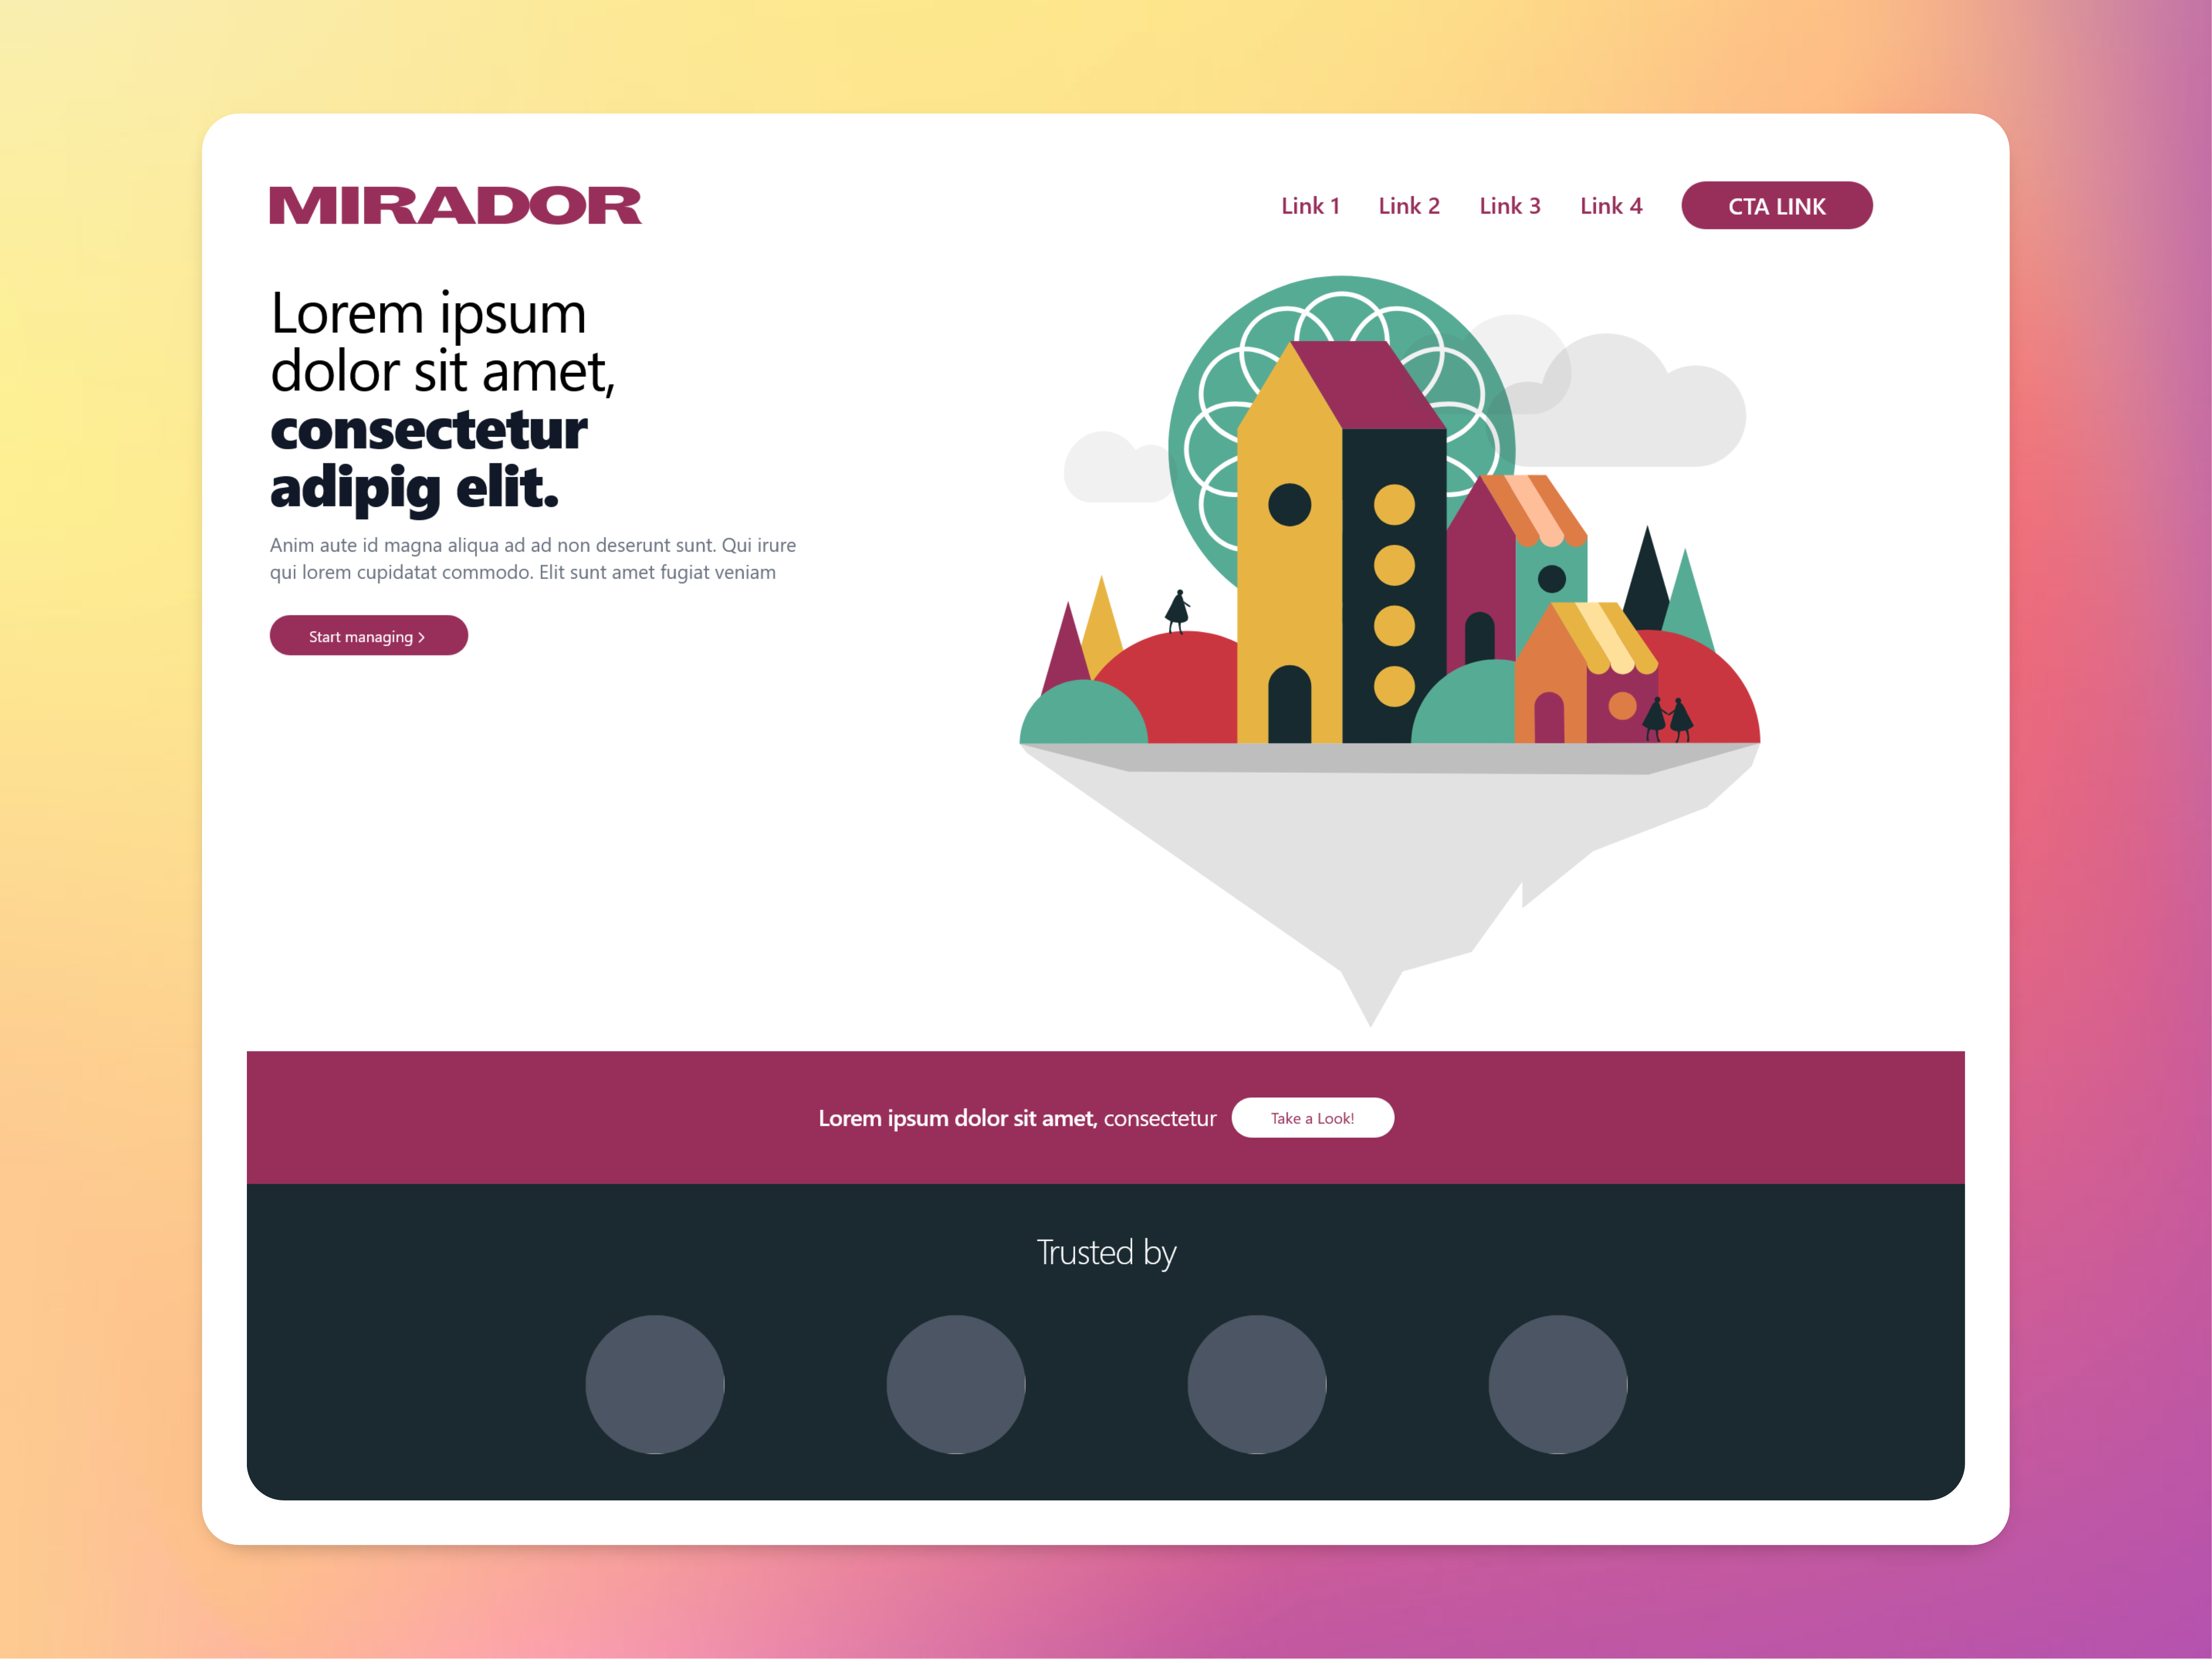 MIRADOR
Link 1 Link 2 Link 3 Link 4 CTA LINK
Lorem ipsum
dolor sit amet,
consectetur
adipig elit.
Anim aute id magna aliqua ad ad non deserunt sunt. Qui irure
qui lorem cupidatat commodo. Elit sunt amet fugiat veniam
Start managing >
Lorem ipsum dolor sit amet, consectetur Take a Look!
Trusted by